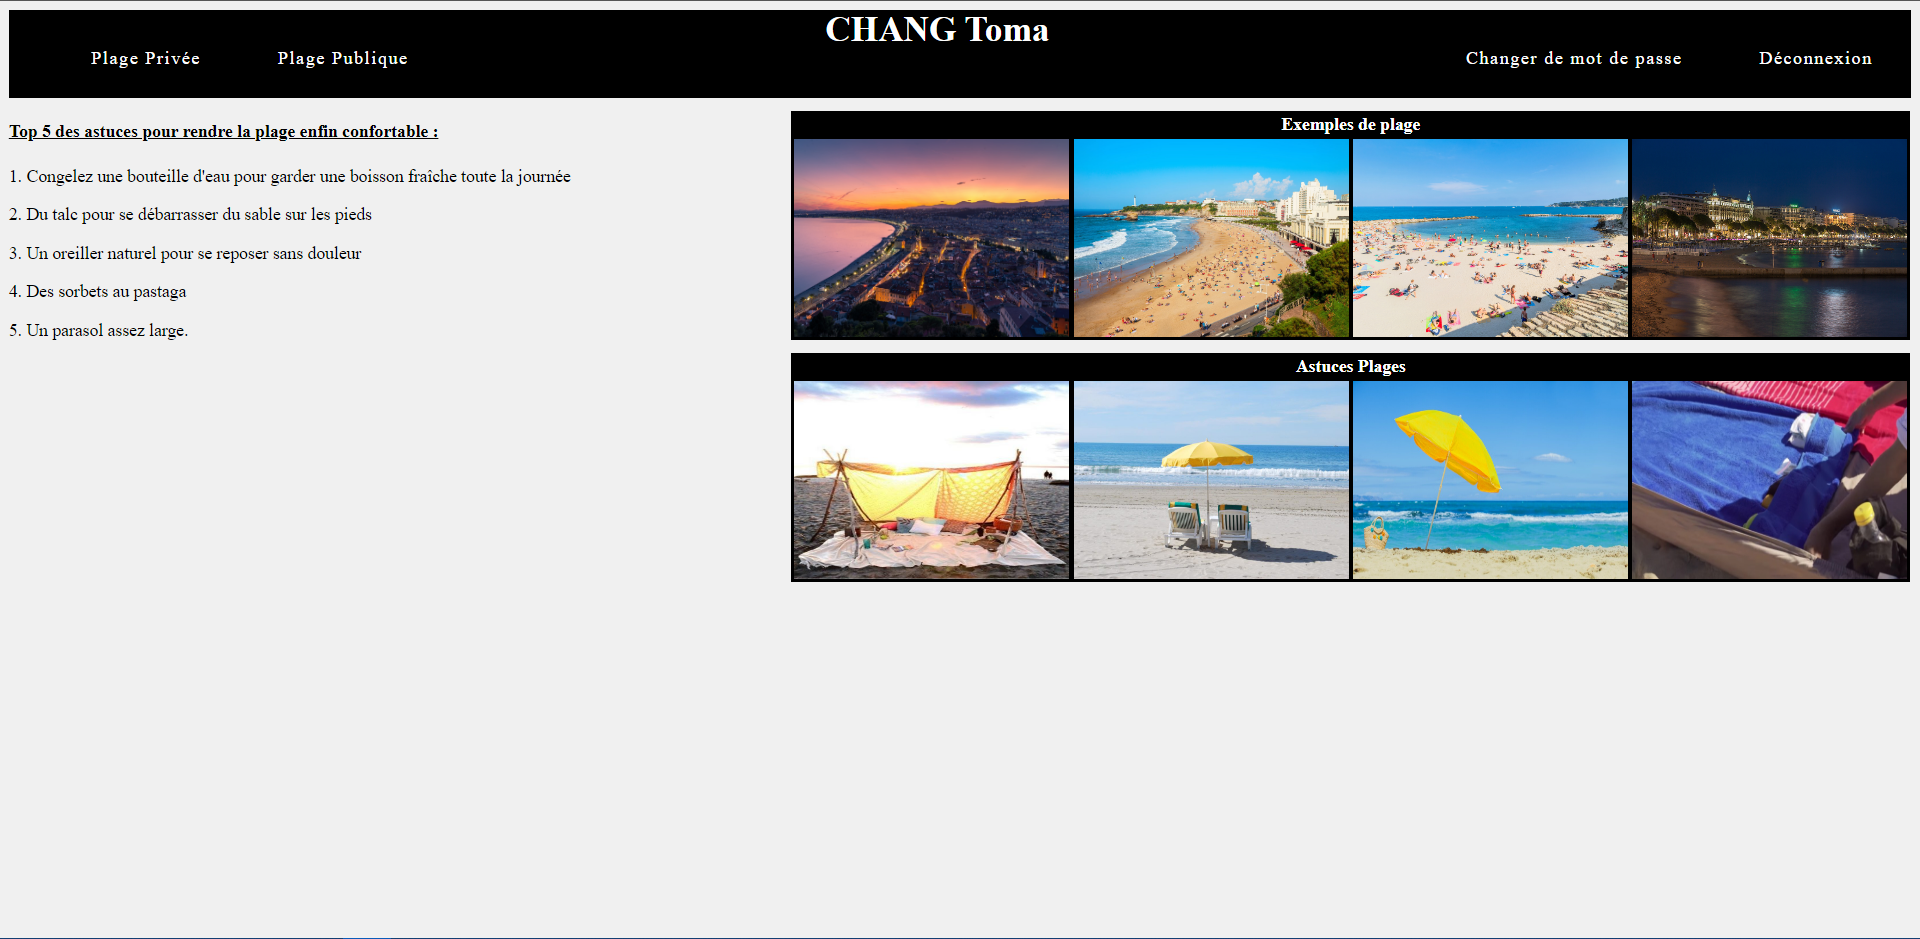 CHANG Toma
Plage Privée
Plage Publique
Changer de mot de passe
Déconnexion
Top 5 des astuces pour rendre la plage enfin confortable :
1. Congelez une bouteille d'eau pour garder une boisson fraîche toute la journée
2. Du talc pour se débarrasser du sable sur les pieds
3. Un oreiller naturel pour se reposer sans douleur
4. Des sorbets au pastaga
5. Un parasol assez large.
Exemples de plage
Astuces Plages